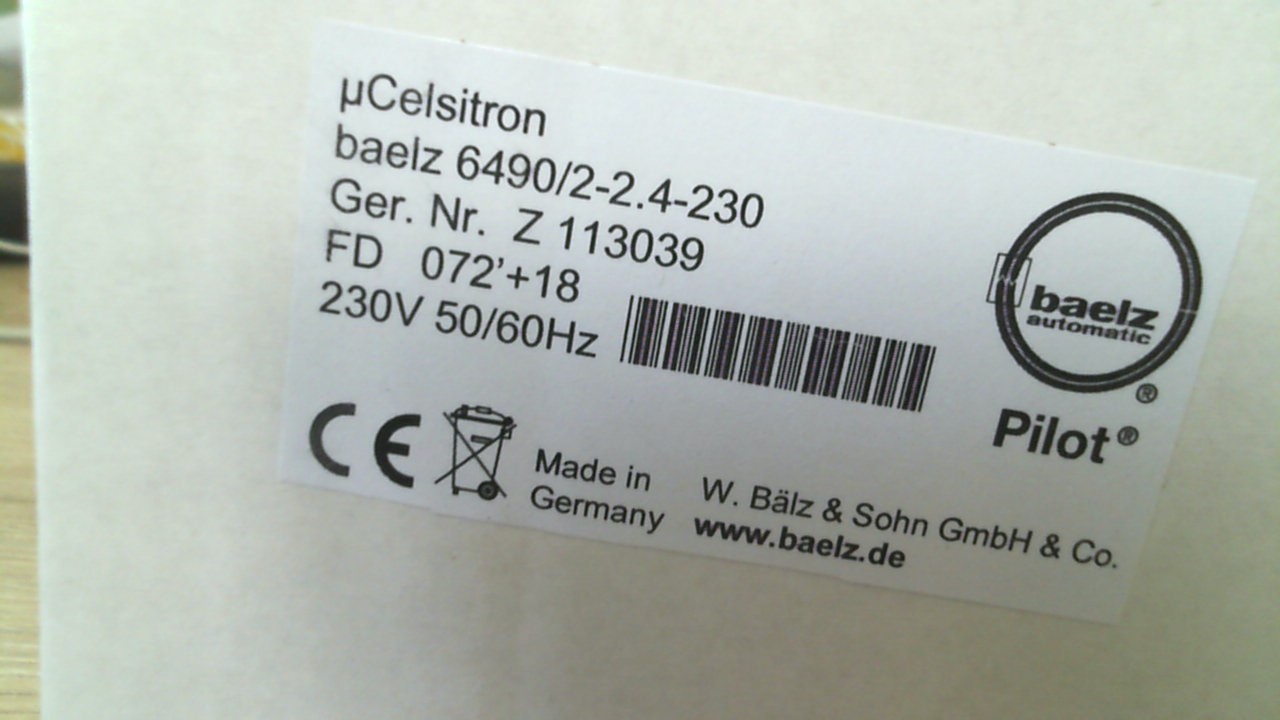 µCelsitron
baelz 6490/2-2.4-230
Ger. Nr. Z 113039
FD 072'+18
230V 50/60Hz
baelz
automatic
®
Pilot®
CE
Made in
Germany
W. Bälz & Sohn GmbH & Co.
www.baelz.de